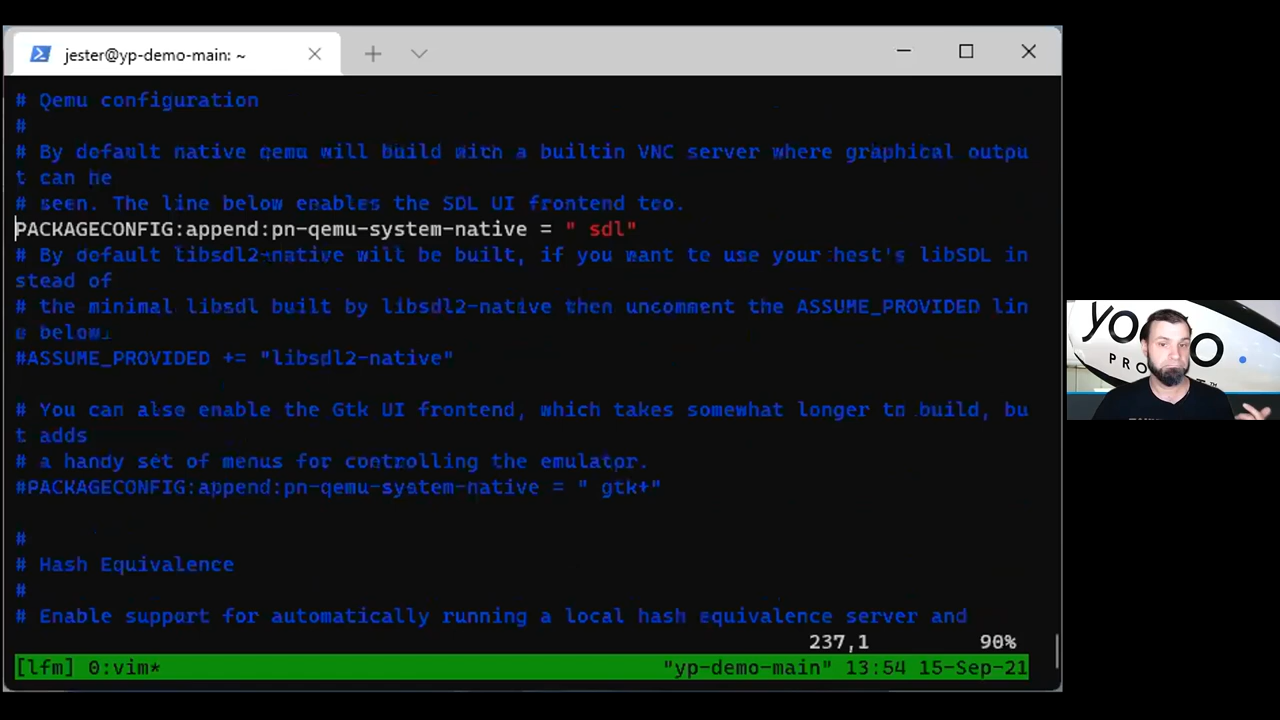 jester@yp-demo-main: ~
# Qemu configuration
#
# By default native qemu will build with a builtin VNC server where graphical outpu
t can be
# seen. The line below enables the SDL UI frontend too.
PACKAGECONFIG:append:pn-qemu-system-native = " sdl"
# By default libsdl2-native will be built, if you want to use your host's libSDL in
stead of
# the minimal libsdl built by libsdl2-native then uncomment the ASSUME_PROVIDED lin
e below.
#ASSUME_PROVIDED += "libsdl2-native"
# You can also enable the Gtk UI frontend, which takes somewhat longer to build, bu
t adds
# a handy set of menus for controlling the emulator.
#PACKAGECONFIG:append:pn-qemu-system-native = " gtk+"
#
# Hash Equivalence
#
# Enable support for automatically running a local hash equivalence server and
237,1 90%
[lfm] 0:vim* "yp-demo-main" 13:54 15-Sep-21